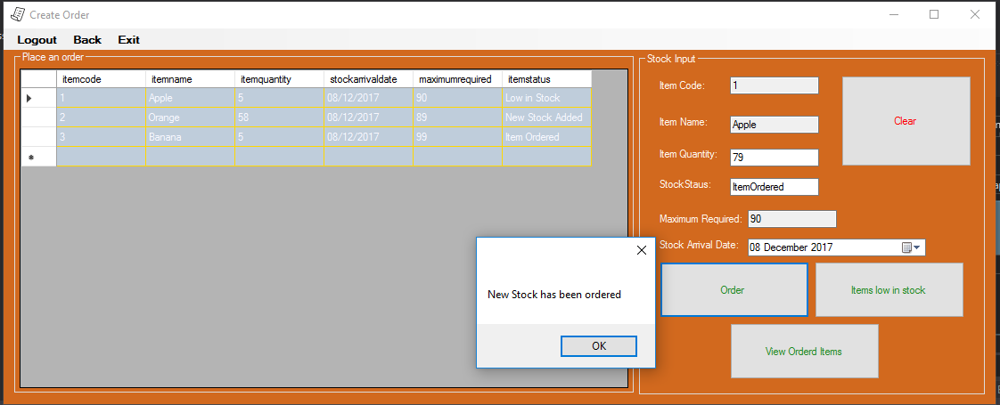 Create Order
Logout Back Exit
Place an order
itemcode itemname itemquantity stockarrivaldate maximumrequired itemstatus
1 Apple 5 08/12/2017 90 Low in Stock
2 Orange 58 08/12/2017 89 New Stock Added
3 Banana 5 08/12/2017 99 Item Ordered
Stock Input
Item Code: 1
Item Name: Apple
Item Quantity: 79
StockStaus: ItemOrdered
Maximum Required: 90
Stock Arrival Date: 08 December 2017
Clear
Order
Items low in stock
View Orderd Items
New Stock has been ordered
OK